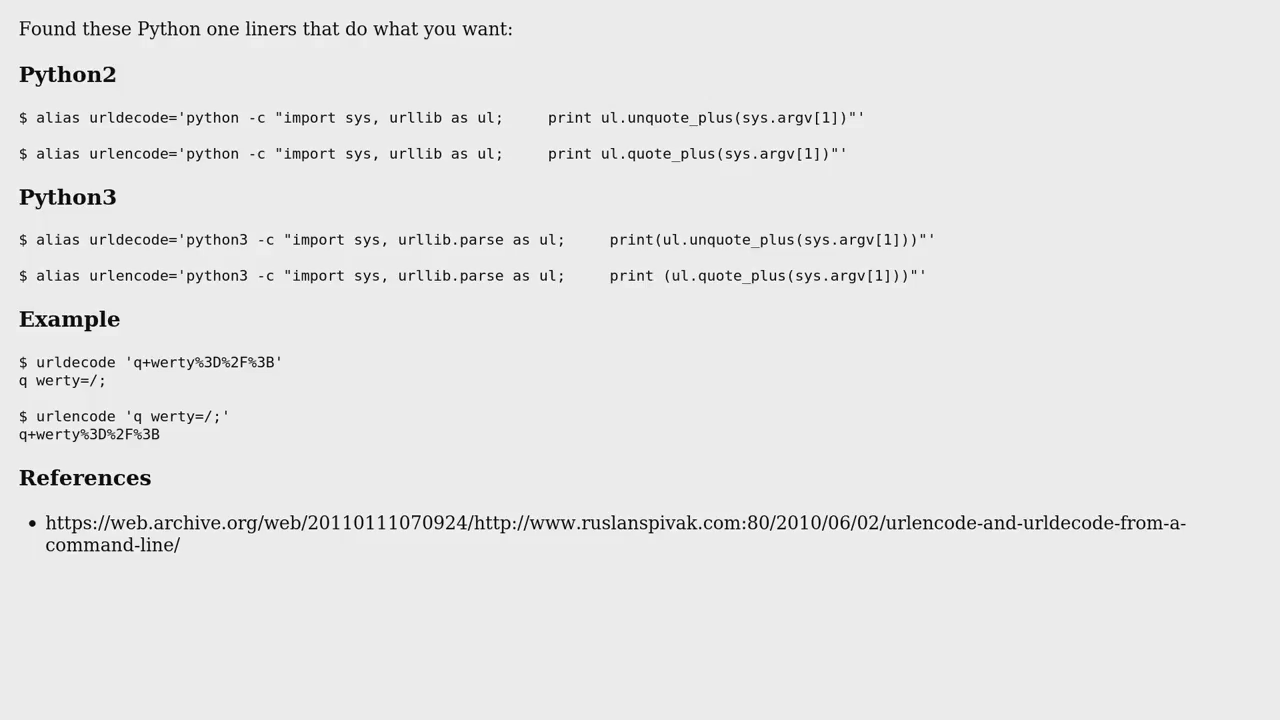 Found these Python one liners that do what you want:
Python2
$ alias urldecode='python -c "import sys, urllib as ul;     print ul.unquote_plus(sys.argv[1])"'
$ alias urlencode='python -c "import sys, urllib as ul;     print ul.quote_plus(sys.argv[1])"'
Python3
$ alias urldecode='python3 -c "import sys, urllib.parse as ul;     print(ul.unquote_plus(sys.argv[1]))"'
$ alias urlencode='python3 -c "import sys, urllib.parse as ul;     print (ul.quote_plus(sys.argv[1]))"'
Example
$ urldecode 'q+werty%3D%2F%3B'
q werty=/;
$ urlencode 'q werty=/;'
q+werty%3D%2F%3B
References
• https://web.archive.org/web/20110111070924/http://www.ruslanspivak.com:80/2010/06/02/urlencode-and-urldecode-from-a-
command-line/